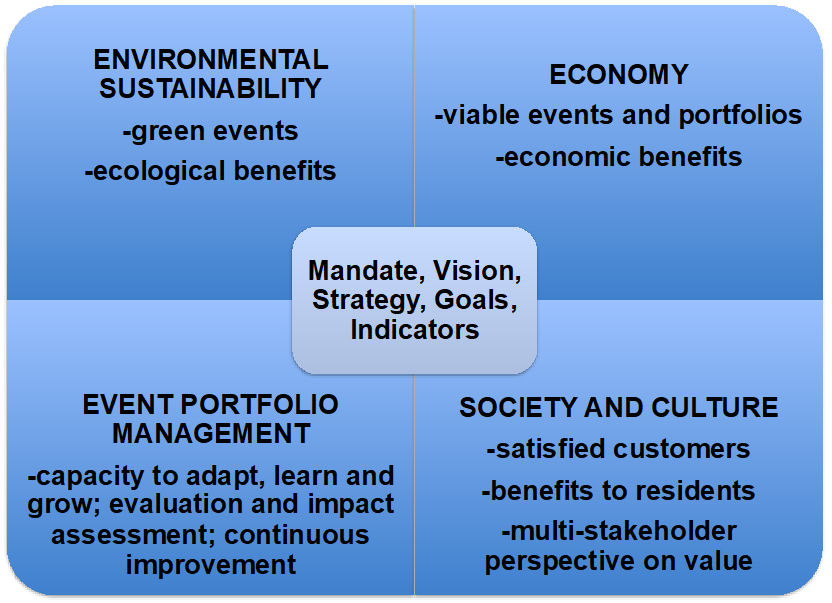 ENVIRONMENTAL
SUSTAINABILITY
-green events
-ecological benefits
ECONOMY
-viable events and portfolios
-economic benefits
Mandate, Vision,
Strategy, Goals,
Indicators
EVENT PORTFOLIO
MANAGEMENT
-capacity to adapt, learn and
grow; evaluation and impact
assessment; continuous
improvement
SOCIETY AND CULTURE
-satisfied customers
-benefits to residents
-multi-stakeholder
perspective on value